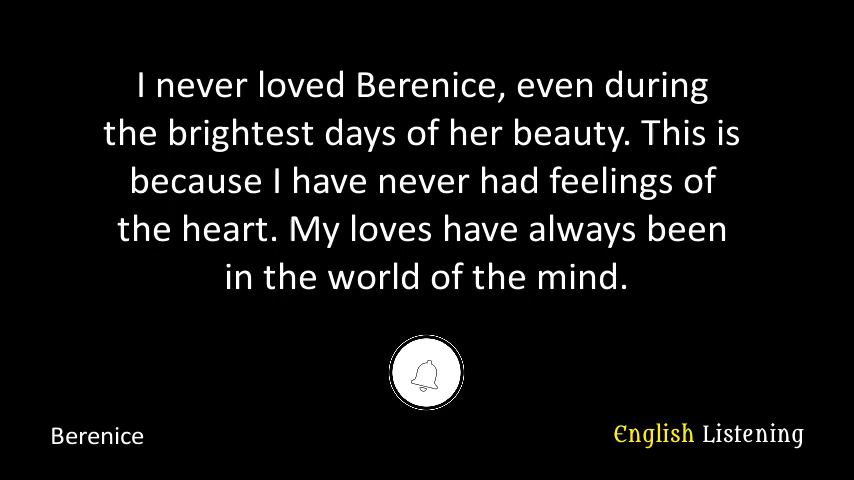 I never loved Berenice, even during
the brightest days of her beauty. This is
because I have never had feelings of
the heart. My loves have always been
in the world of the mind.
Berenice
English Listening